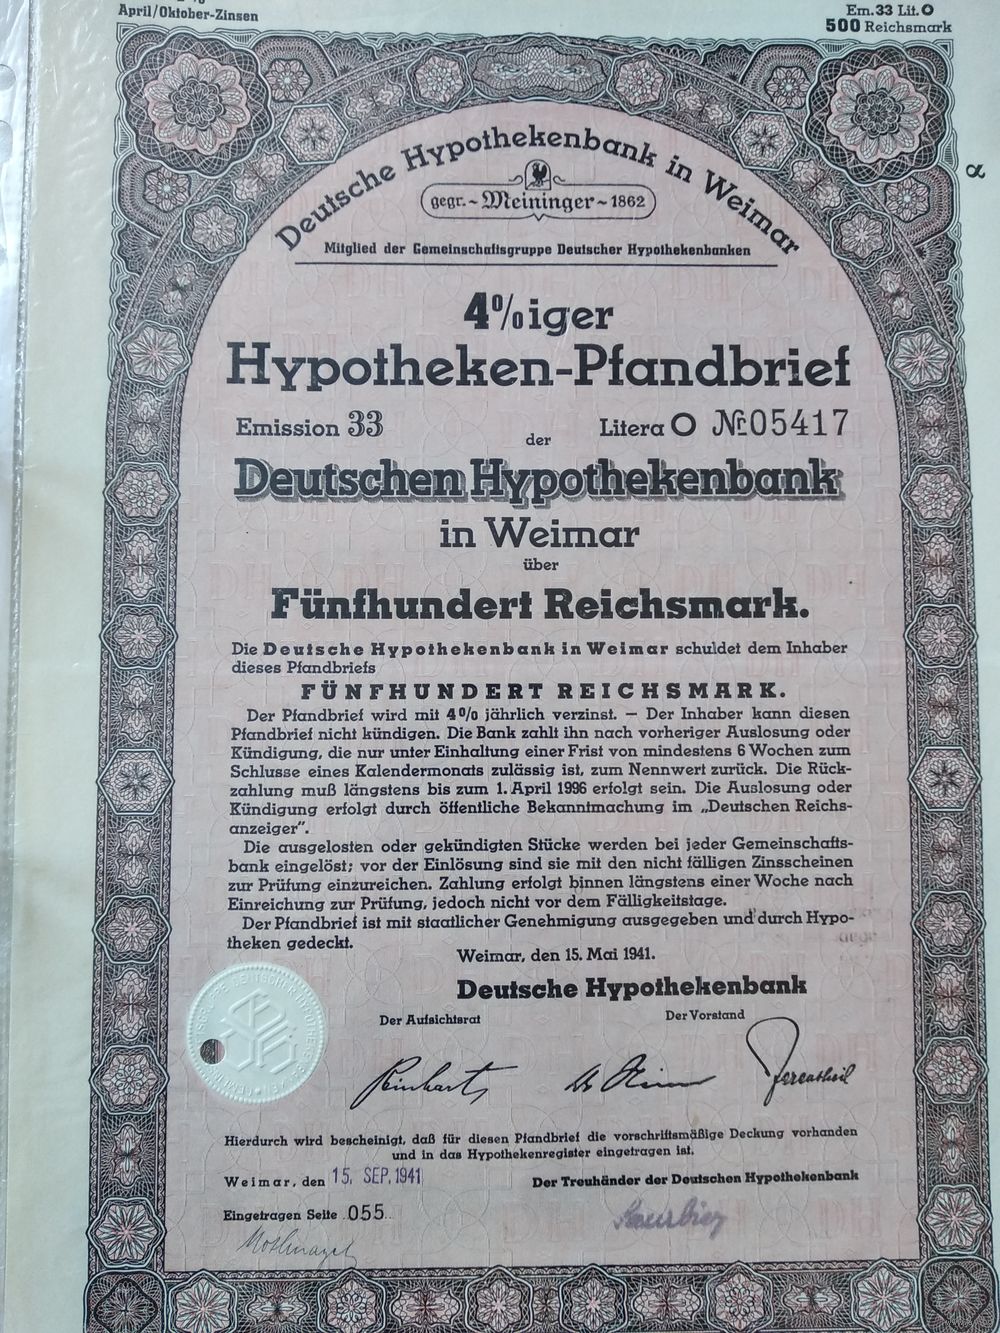 April/Oktober-Zinsen
Em. 33 Lit. O
500 Reichsmark
α
Deutsche Hypothekenbank in Weimar
gegr. ~ Meininger ~ 1862
Mitglied der Gemeinschaftsgruppe Deutscher Hypothekenbanken
4%iger
Hypotheken-Pfandbrief
Emission 33 Litera O № 05417
der
Deutschen Hypothekenbank
in Weimar
über
Fünfhundert Reichsmark.
Die Deutsche Hypothekenbank in Weimar schuldet dem Inhaber
dieses Pfandbriefs
FÜNFHUNDERT REICHSMARK.
Der Pfandbrief wird mit 4% jährlich verzinst. — Der Inhaber kann diesen
Pfandbrief nicht kündigen. Die Bank zahlt ihn nach vorheriger Auslosung oder
Kündigung, die nur unter Einhaltung einer Frist von mindestens 6 Wochen zum
Schlusse eines Kalendermonats zulässig ist, zum Nennwert zurück. Die Rück-
zahlung muß längstens bis zum 1. April 1996 erfolgt sein. Die Auslosung oder
Kündigung erfolgt durch öffentliche Bekanntmachung im „Deutschen Reichs-
anzeiger".
Die ausgelosten oder gekündigten Stücke werden bei jeder Gemeinschafts-
bank eingelöst; vor der Einlösung sind sie mit den nicht fälligen Zinsscheinen
zur Prüfung einzureichen. Zahlung erfolgt binnen längstens einer Woche nach
Einreichung zur Prüfung, jedoch nicht vor dem Fälligkeitstage.
Der Pfandbrief ist mit staatlicher Genehmigung ausgegeben und durch Hypo-
theken gedeckt.
Weimar, den 15. Mai 1941.
Deutsche Hypothekenbank
Der Aufsichtsrat Der Vorstand
Hierdurch wird bescheinigt, daß für diesen Pfandbrief die vorschriftsmäßige Deckung vorhanden
und in das Hypothekenregister eingetragen ist.
Weimar, den 15. SEP. 1941
Der Treuhänder der Deutschen Hypothekenbank
Eingetragen Seite 055